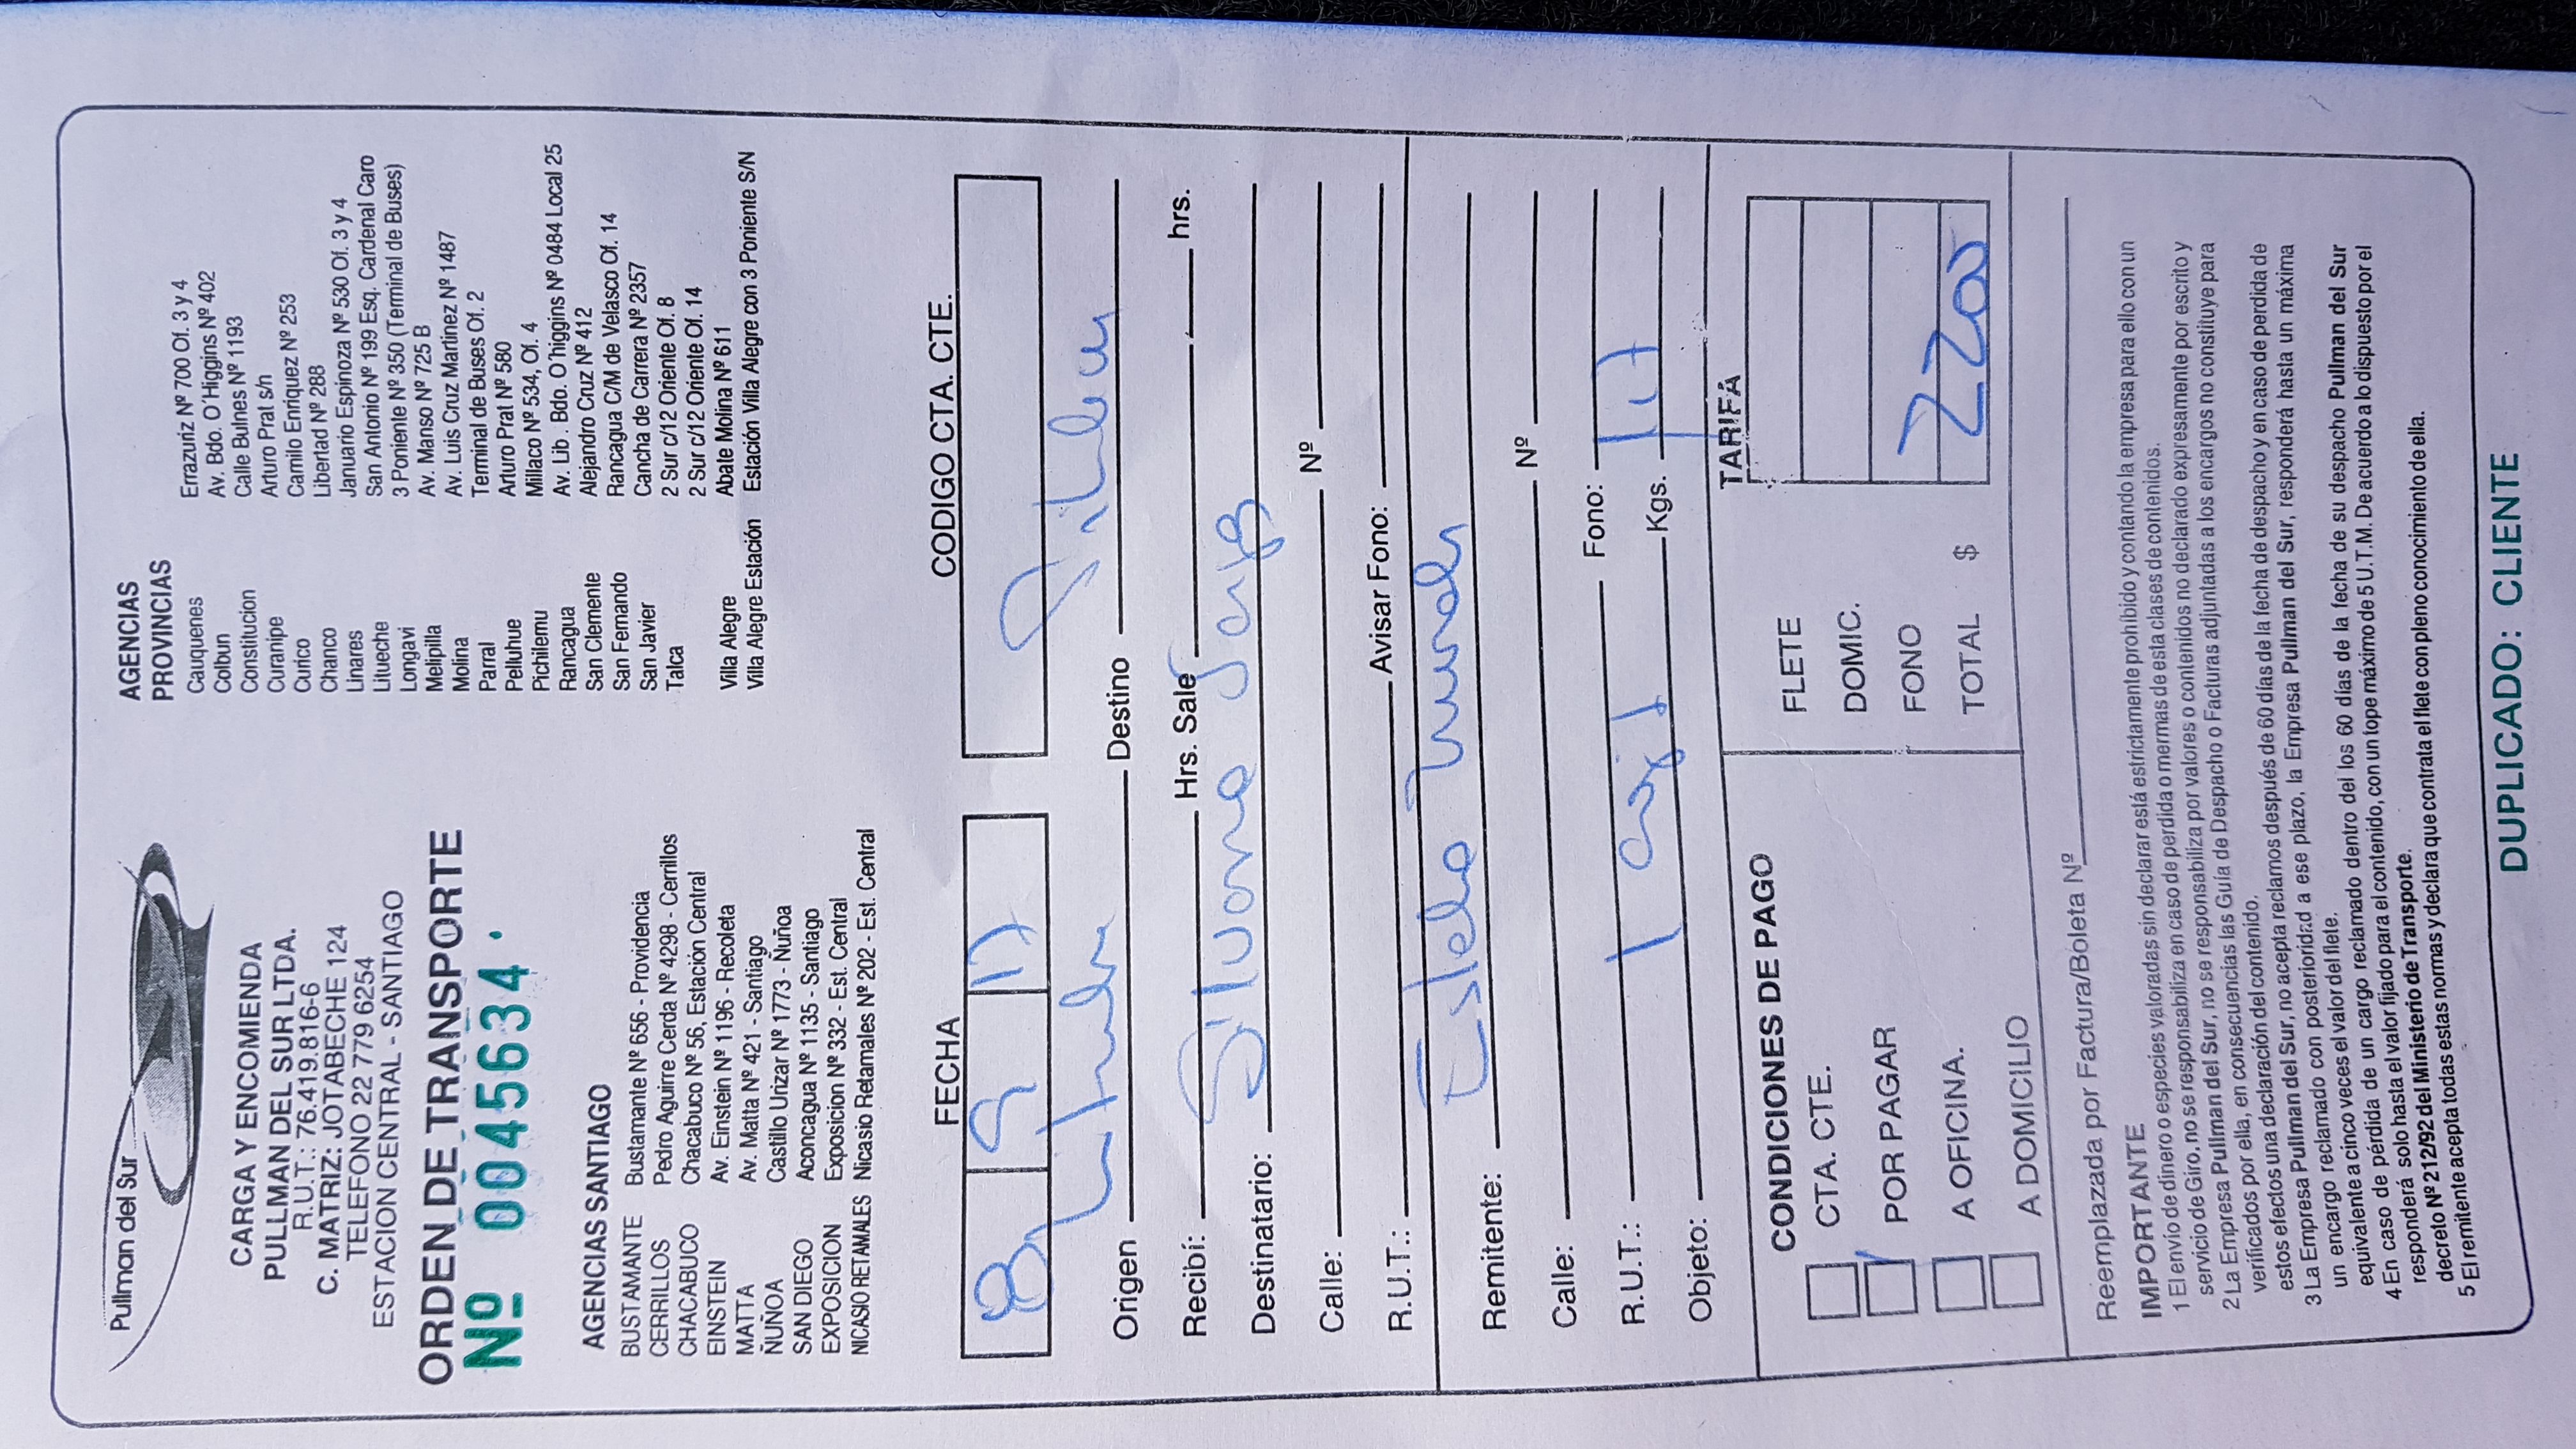 Pullman del Sur
CARGA Y ENCOMIENDA
PULLMAN DEL SUR LTDA.
R.U.T.: 76.419.816-6
C. MATRIZ: JOTABECHE 124
TELEFONO 22 779 6254
ESTACION CENTRAL - SANTIAGO
ORDEN DE TRANSPORTE
Nº 0045634
AGENCIAS SANTIAGO
BUSTAMANTE Bustamante Nº 656 - Providencia
CERRILLOS Pedro Aguirre Cerda Nº 4298 - Cerrillos
CHACABUCO Chacabuco Nº 56, Estación Central
EINSTEIN Av. Einstein Nº 1196 - Recoleta
MATTA Av. Matta Nº 421 - Santiago
ÑUÑOA Castillo Urizar Nº 1773 - Ñuñoa
SAN DIEGO Aconcagua Nº 1135 - Santiago
EXPOSICION Exposicion Nº 332 - Est. Central
NICASIO RETAMALES Nicasio Retamales Nº 202 - Est. Central
AGENCIAS
PROVINCIAS
Cauquenes Errazuriz Nº 700 Of. 3 y 4
Colbun Av. Bdo. O'Higgins Nº 402
Constitucion Calle Bulnes Nº 1193
Curanipe Arturo Prat s/n
Curico Camilo Enriquez Nº 253
Chanco Libertad Nº 288
Linares Januario Espinoza Nº 530 Of. 3 y 4
Litueche San Antonio Nº 199 Esq. Cardenal Caro
Longavi 3 Poniente Nº 350 (Terminal de Buses)
Melipilla Av. Manso Nº 725 B
Molina Av. Luis Cruz Martinez Nº 1487
Parral Terminal de Buses Of. 2
Pelluhue Arturo Prat Nº 580
Pichilemu Millaco Nº 534, Of. 4
Rancagua Av. Lib. Bdo. O'higgins Nº 0484 Local 25
San Clemente Alejandro Cruz Nº 412
San Fernando Rancagua C/M de Velasco Of. 14
San Javier Cancha de Carrera Nº 2357
Talca 2 Sur c/12 Oriente Of. 8
2 Sur c/12 Oriente Of. 14
Villa Alegre Abate Molina Nº 611
Villa Alegre Estación Estación Villa Alegre con 3 Poniente S/N
FECHA CODIGO CTA. CTE.
8 9 17
Origen Destino
Recibí: Hrs. Sale hrs.
Destinatario:
Calle: Nº
R.U.T.: Avisar Fono:
Remitente:
Calle: Nº
R.U.T.: Fono:
Objeto: 1 Kgs.
CONDICIONES DE PAGO TARIFA
CTA. CTE. FLETE
POR PAGAR DOMIC.
A OFICINA. FONO
A DOMICILIO TOTAL $ 2200
Reemplazada por Factura/Boleta Nº
IMPORTANTE
1 El envío de dinero o especies valoradas sin declarar está estrictamente prohibido y contando la empresa para ello con un
servicio de Giro. no se responsabiliza en caso de perdida o mermas de esta clases de contenidos.
2 La Empresa Pullman del Sur, no se responsabiliza por valores o contenidos no declarado expresamente por escrito y
verificados por ella, en consecuencias las Guía de Despacho o Facturas adjuntadas a los encargos no constituye para
estos efectos una declaración del contenido.
3 La Empresa Pullman del Sur, no acepta reclamos después de 60 días de la fecha de despacho y en caso de perdida de
un encargo reclamado con posterioridad a ese plazo, la Empresa Pullman del Sur, responderá hasta un máxima
equivalente a cinco veces el valor del flete.
4 En caso de pérdida de un cargo reclamado dentro del los 60 días de la fecha de su despacho Pullman del Sur
responderá solo hasta el valor fijado para el contenido, con un tope máximo de 5 U.T.M. De acuerdo a lo dispuesto por el
decreto Nº 212/92 del Ministerio de Transporte.
5 El remitente acepta todas estas normas y declara que contrata el flete con pleno conocimiento de ella.
DUPLICADO: CLIENTE